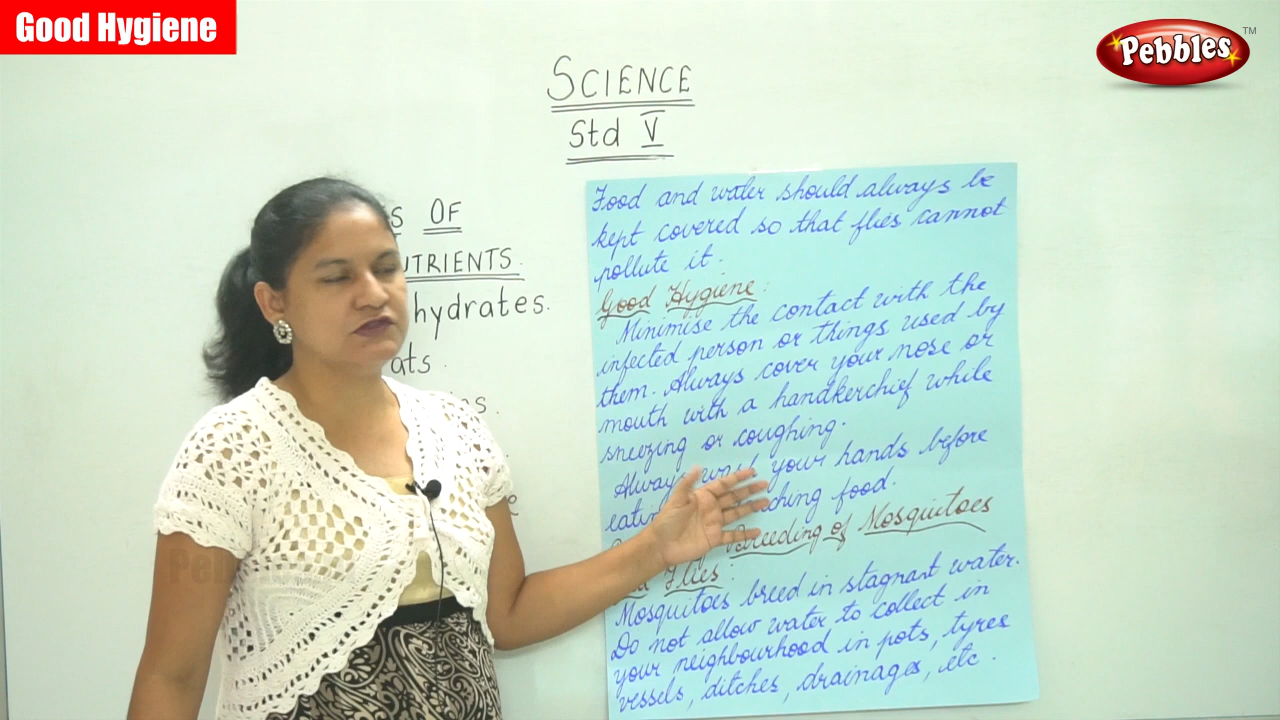 Good Hygiene
Pebbles
TM
SCIENCE
Std V
OF
UTRIENTS.
hydrates.
ats.
Food and water should always be
kept covered so that flies cannot
pollute it.
Good Hygiene:
Minimise the contact with the
infected person or things used by
them. Always cover your nose or
mouth with a handkerchief while
sneezing or coughing.
Always wash your hands before
food.
Breeding of Mosquitoes
Flies:
Mosquitoes breed in stagnant water.
Do not allow water to collect in
your neighbourhood in pots, tyres
vessels, ditches, drainages, etc.